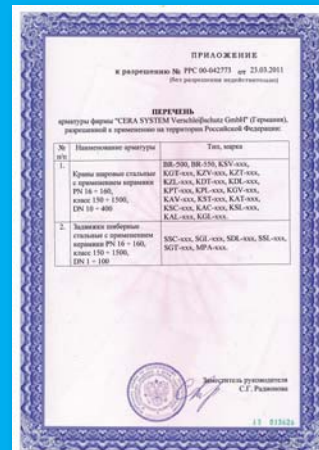 ПРИЛОЖЕНИЕ
к разрешению № РРС 00-042773 от 23.03.2011
(без разрешения недействительно)
ПЕРЕЧЕНЬ
арматуры фирмы "CERA SYSTEM Verschleißschutz GmbH" (Германия),
разрешенной к применению на территории Российской Федерации:
№ п/п Наименование арматуры Тип, марка
1.
Краны шаровые стальные
с применением керамики
PN 16 ÷ 160,
класс 150 ÷ 1500,
DN 10 ÷ 400
BR-500, BR-550, KSV-xxx,
KGT-xxx, KZV-xxx, KZT-xxx,
KZL-xxx, KDT-xxx, KDL-xxx,
KPT-xxx, KPL-xxx, KGV-xxx,
KAV-xxx, KST-xxx, KAT-xxx,
KSC-xxx, KAC-xxx, KSL-xxx,
KAL-xxx, KGL-xxx.
2.
Задвижки шиберные
стальные с применением
керамики PN 16 ÷ 160,
класс 150 ÷ 1500,
DN 1 ÷ 100
SSC-xxx, SGL-xxx, SDL-xxx, SSL-xxx,
SGT-xxx, MPA-xxx.
Заместитель руководителя
С.Г. Радионова